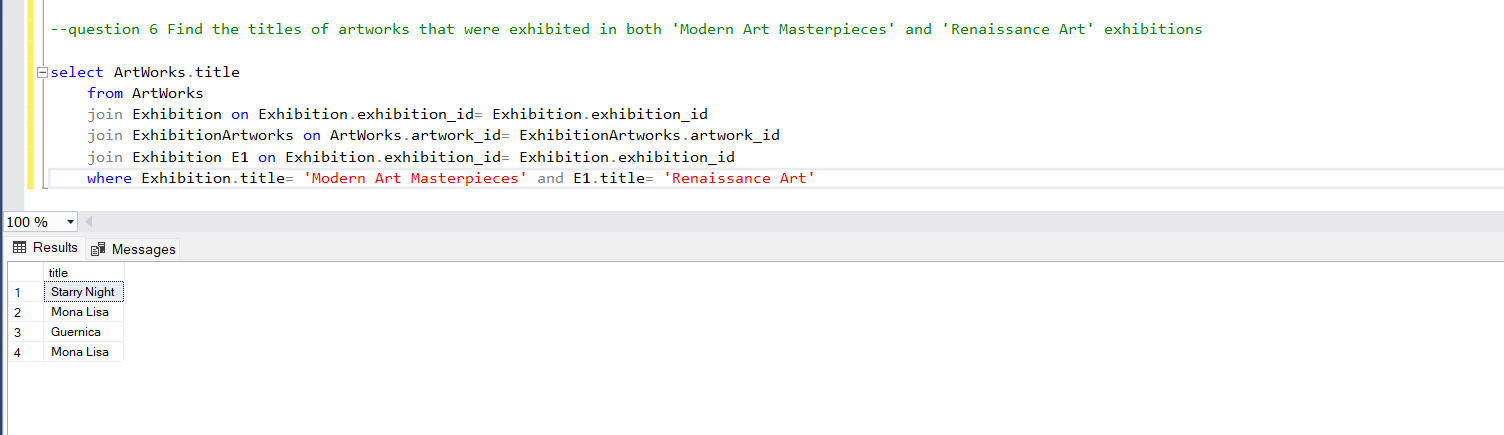 --question 6 Find the titles of artworks that were exhibited in both 'Modern Art Masterpieces' and 'Renaissance Art' exhibitions
select ArtWorks.title
from ArtWorks
join Exhibition on Exhibition.exhibition_id= Exhibition.exhibition_id
join ExhibitionArtworks on ArtWorks.artwork_id= ExhibitionArtworks.artwork_id
join Exhibition E1 on Exhibition.exhibition_id= Exhibition.exhibition_id
where Exhibition.title= 'Modern Art Masterpieces' and E1.title= 'Renaissance Art'
100 %
Results Messages
title
1 Starry Night
2 Mona Lisa
3 Guernica
4 Mona Lisa